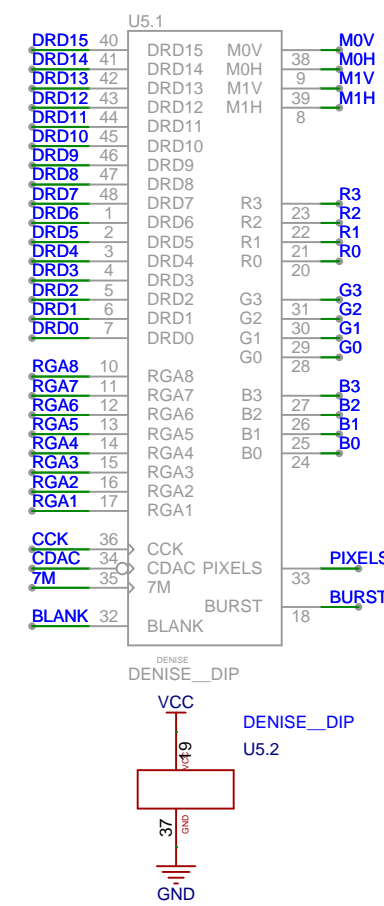 U5.1
DRD15 40 DRD15 M0V 38 M0V
DRD14 41 DRD14 M0H 9 M0H
DRD13 42 DRD13 M1V 39 M1V
DRD12 43 DRD12 M1H 8 M1H
DRD11 44 DRD11
DRD10 45 DRD10
DRD9 46 DRD9
DRD8 47 DRD8
DRD7 48 DRD7 R3 23 R3
DRD6 1 DRD6 R2 22 R2
DRD5 2 DRD5 R1 21 R1
DRD4 3 DRD4 R0 20 R0
DRD3 4 DRD3
DRD2 5 DRD2 G3 31 G3
DRD1 6 DRD1 G2 30 G2
DRD0 7 DRD0 G1 29 G1
G0 28 G0
RGA8 10 RGA8
RGA7 11 RGA7 B3 27 B3
RGA6 12 RGA6 B2 26 B2
RGA5 13 RGA5 B1 25 B1
RGA4 14 RGA4 B0 24 B0
RGA3 15 RGA3
RGA2 16 RGA2
RGA1 17 RGA1
CCK 36 CCK
CDAC 34 CDAC PIXELS 33 PIXELS
7M 35 7M
BURST 18 BURST
BLANK 32 BLANK
DENISE
DENISE__DIP
VCC
DENISE__DIP
19 VCC U5.2
37 GND
GND